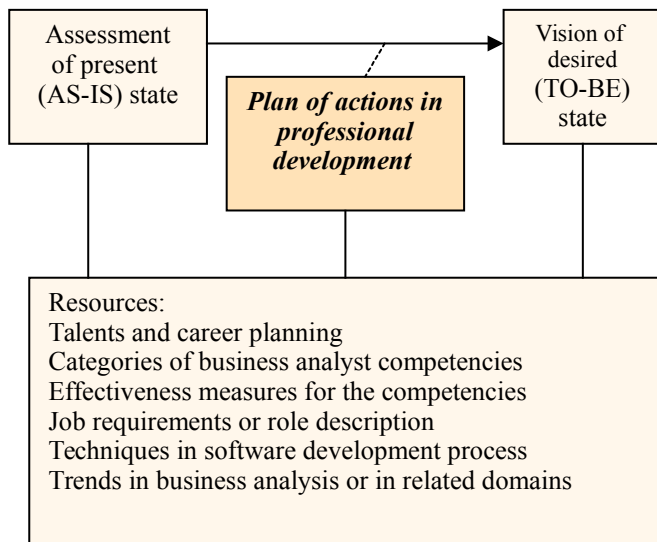 Assessment
of present
(AS-IS) state
Vision of
desired
(TO-BE)
state
Plan of actions in
professional
development
Resources:
Talents and career planning
Categories of business analyst competencies
Effectiveness measures for the competencies
Job requirements or role description
Techniques in software development process
Trends in business analysis or in related domains